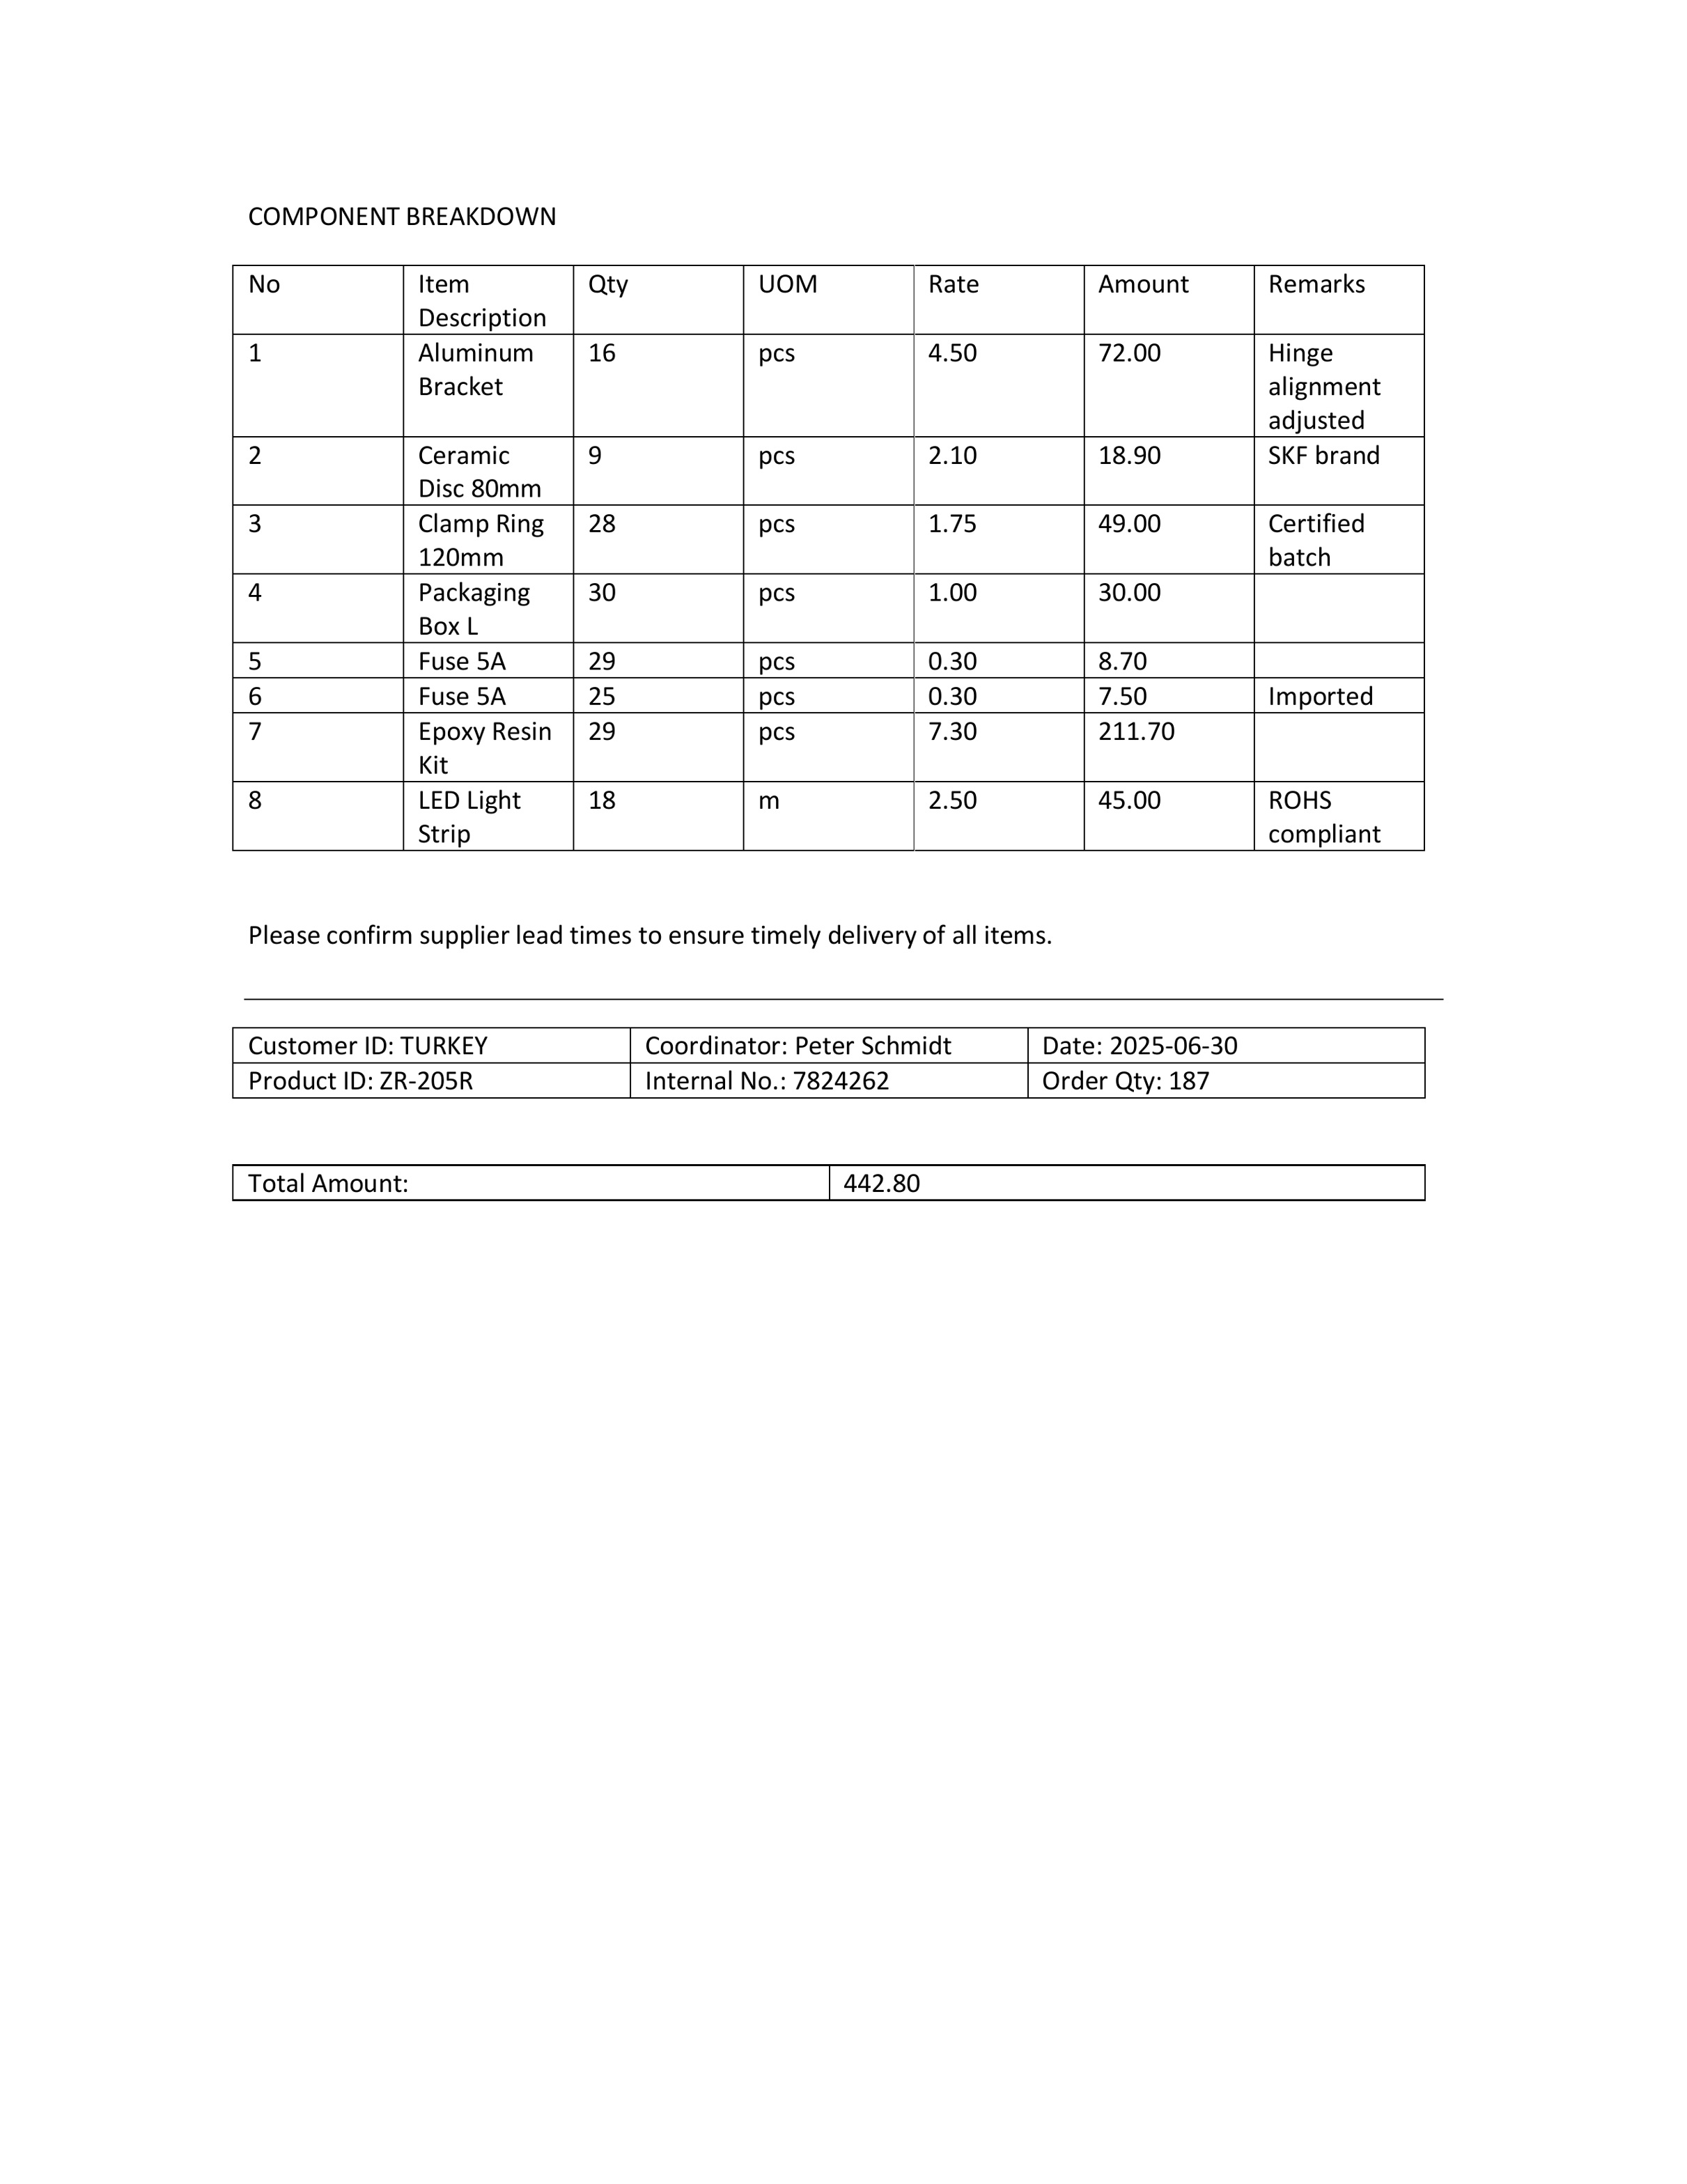 COMPONENT BREAKDOWN
No Item Description Qty UOM Rate Amount Remarks
1 Aluminum Bracket 16 pcs 4.50 72.00 Hinge alignment adjusted
2 Ceramic Disc 80mm 9 pcs 2.10 18.90 SKF brand
3 Clamp Ring 120mm 28 pcs 1.75 49.00 Certified batch
4 Packaging Box L 30 pcs 1.00 30.00
5 Fuse 5A 29 pcs 0.30 8.70
6 Fuse 5A 25 pcs 0.30 7.50 Imported
7 Epoxy Resin Kit 29 pcs 7.30 211.70
8 LED Light Strip 18 m 2.50 45.00 ROHS compliant
Please confirm supplier lead times to ensure timely delivery of all items.
Customer ID: TURKEY Coordinator: Peter Schmidt Date: 2025-06-30
Product ID: ZR-205R Internal No.: 7824262 Order Qty: 187
Total Amount: 442.80